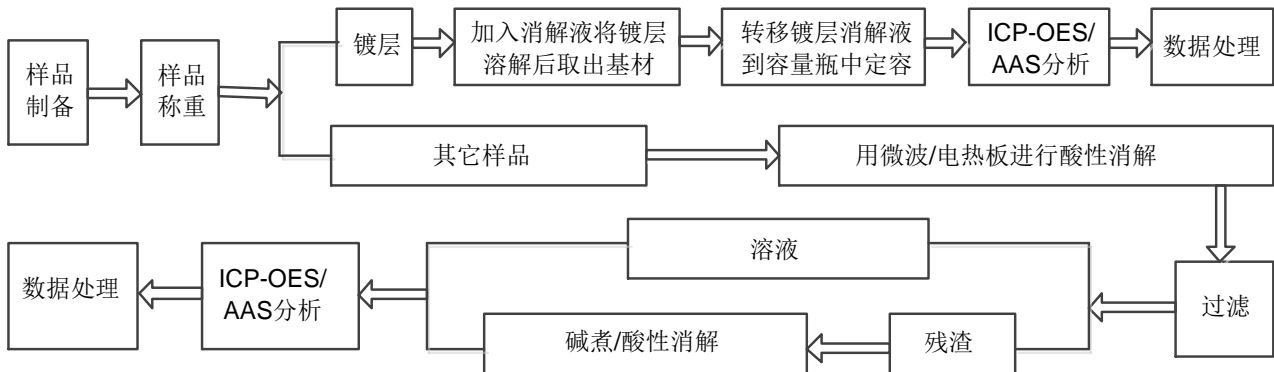 样品
制备
样品
称重
镀层
加入消解液将镀层
溶解后取出基材
转移镀层消解液
到容量瓶中定容
ICP-OES/
AAS分析
数据处理
其它样品
用微波/电热板进行酸性消解
过滤
溶液
残渣
碱煮/酸性消解
ICP-OES/
AAS分析
数据处理